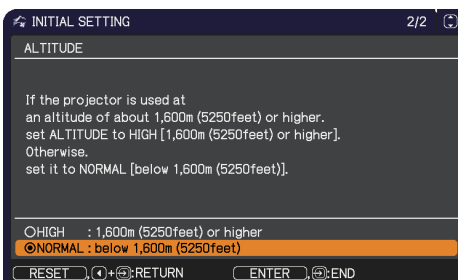 INITIAL SETTING 2/2
ALTITUDE
If the projector is used at
an altitude of about 1,600m (5250feet) or higher.
set ALTITUDE to HIGH [1,600m (5250feet) or higher].
Otherwise.
set it to NORMAL [below 1,600m (5250feet)].
HIGH : 1,600m (5250feet) or higher
NORMAL : below 1,600m (5250feet)
RESET , + :RETURN ENTER , :END